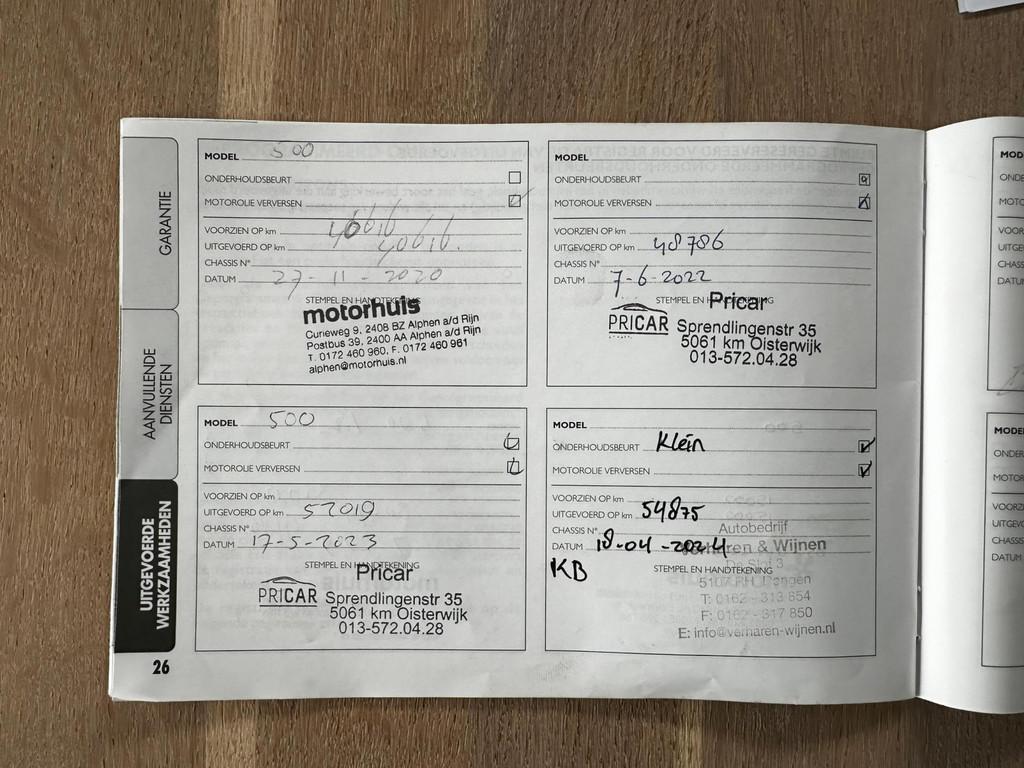 GARANTIE
AANVULLENDE
DIENSTEN
UITGEVOERDE
WERKZAAMHEDEN
26
MODEL 500
ONDERHOUDSBEURT
MOTOROLIE VERVERSEN
VOORZIEN OP km 40616
UITGEVOERD OP km 40616.
CHASSIS N°
DATUM 27-11-2020
STEMPEL EN HANDTEKENING
motorhuis
Curieweg 9, 2408 BZ Alphen a/d Rijn
Postbus 39, 2400 AA Alphen a/d Rijn
T. 0172 460 960, F. 0172 460 961
alphen@motorhuis.nl
MODEL
ONDERHOUDSBEURT
MOTOROLIE VERVERSEN
VOORZIEN OP km
UITGEVOERD OP km 48786
CHASSIS N°
DATUM 7-6-2022
STEMPEL EN HANDTEKENING
Pricar
PRICAR Sprendlingenstr 35
5061 km Oisterwijk
013-572.04.28
MODEL 500
ONDERHOUDSBEURT
MOTOROLIE VERVERSEN
VOORZIEN OP km
UITGEVOERD OP km 52019
CHASSIS N°
DATUM 17-5-2023
STEMPEL EN HANDTEKENING
Pricar
PRICAR Sprendlingenstr 35
5061 km Oisterwijk
013-572.04.28
MODEL
ONDERHOUDSBEURT Klein
MOTOROLIE VERVERSEN
VOORZIEN OP km
UITGEVOERD OP km 54875
CHASSIS N°
Autobedrijf
DATUM 18-04-2024
& Wijnen
KB
STEMPEL EN HANDTEKENING
5107 RH Dongen
T: 0162 - 313 854
F: 0162 - 317 850
E: info@verharen-wijnen.nl